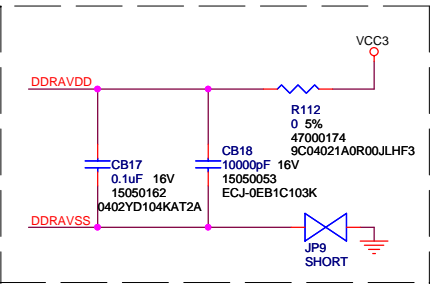 VCC3
DDRAVDD
R112
0 5%
47000174
9C04021A0R00JLHF3
CB17
0.1uF 16V
15050162
0402YD104KAT2A
CB18
10000pF 16V
15050053
ECJ-0EB1C103K
DDRAVSS
JP9
SHORT